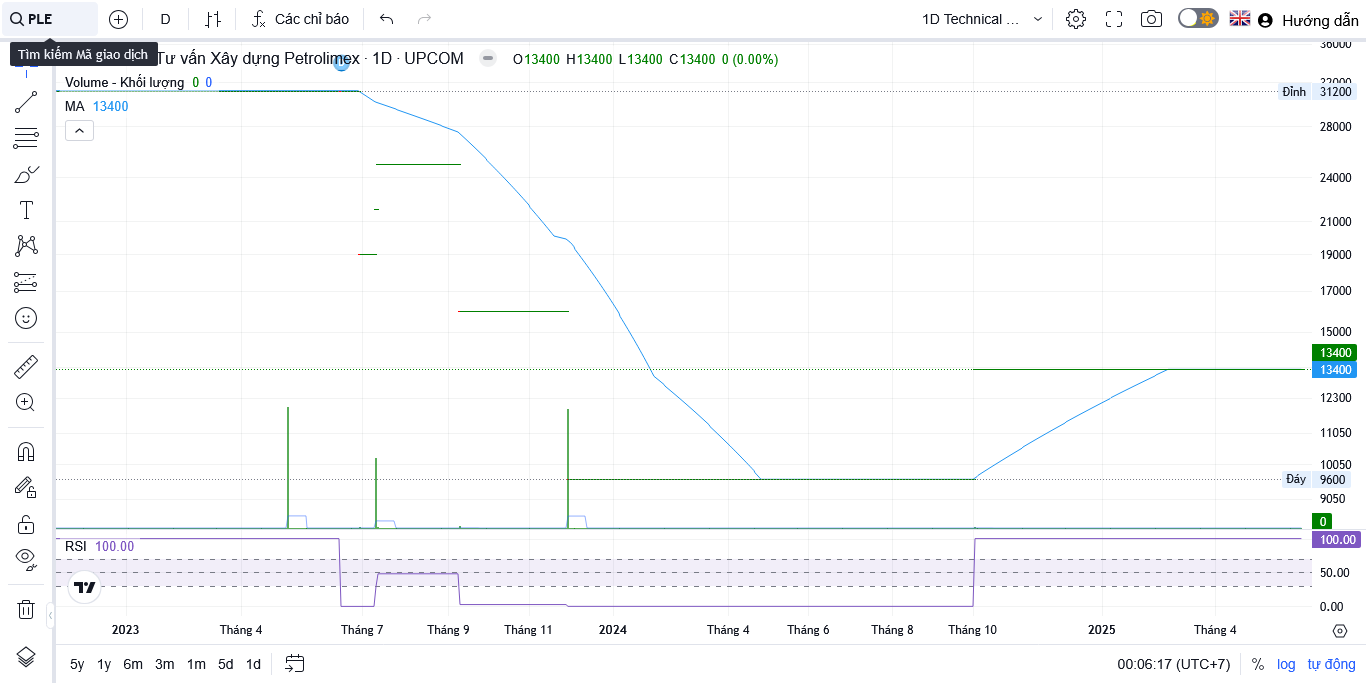 PLE
D
Các chỉ báo
1D Technical ...
Hướng dẫn
Tìm kiếm Mã giao dịch
Tư vấn Xây dựng Petrolimex · 1D · UPCOM
O13400 H13400 L13400 C13400 0 (0.00%)
Volume - Khối lượng 0 0
MA 13400
36000
32000
Đỉnh 31200
28000
24000
21000
19000
17000
15000
13400
13400
12300
11050
10050
Đáy 9600
9050
0
RSI 100.00
100.00
50.00
0.00
2023 Tháng 4 Tháng 7 Tháng 9 Tháng 11 2024 Tháng 4 Tháng 6 Tháng 8 Tháng 10 2025 Tháng 4
5y 1y 6m 3m 1m 5d 1d
00:06:17 (UTC+7) % log tự động